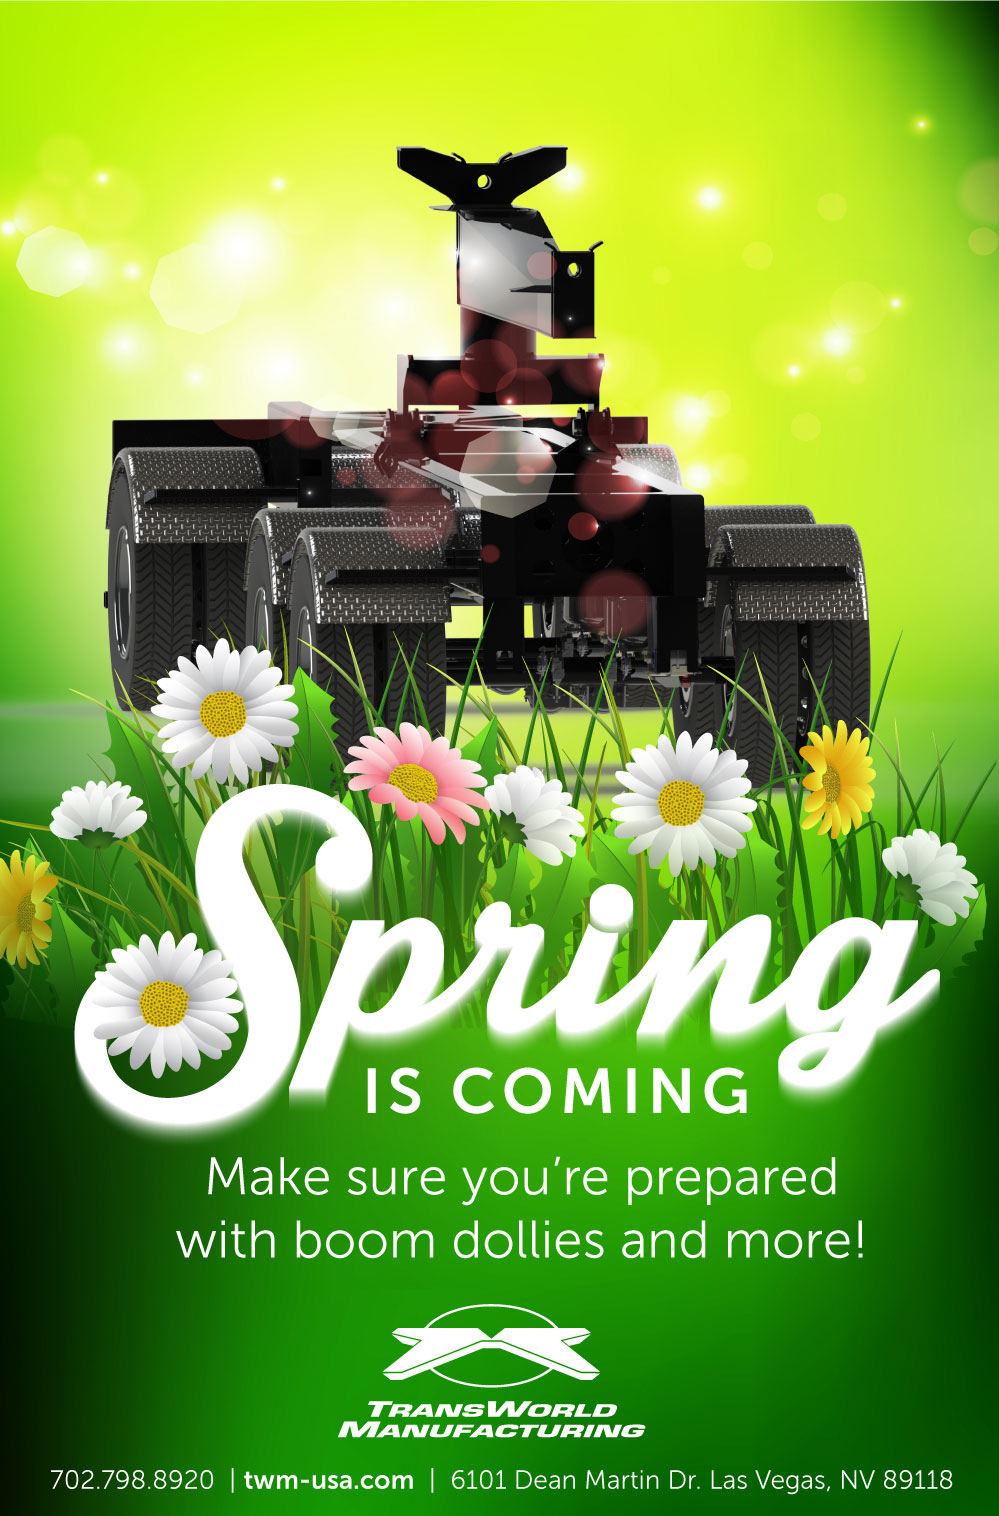 Spring
IS COMING
Make sure you're prepared
with boom dollies and more!
TRANSWORLD
MANUFACTURING
702.798.8920 | twm-usa.com | 6101 Dean Martin Dr. Las Vegas, NV 89118